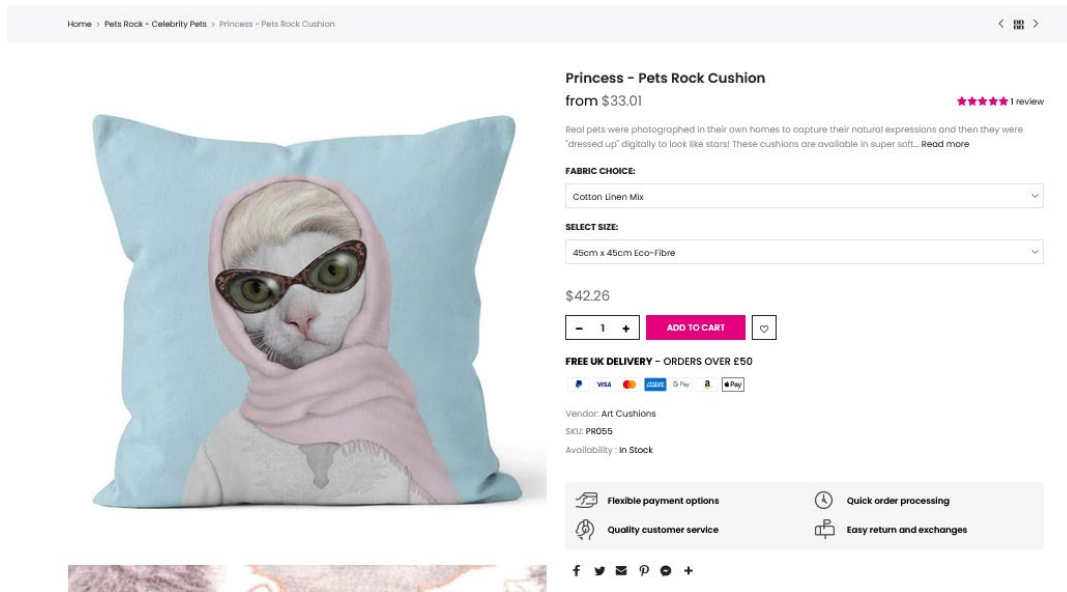 Home > Pets Rock - Celebrity Pets > Princess - Pets Rock Cushion
Princess - Pets Rock Cushion
from $33.01
1 review
Real pets were photographed in their own homes to capture their natural expressions and then they were
"dressed up" digitally to look like stars! These cushions are available in super soft... Read more
FABRIC CHOICE:
Cotton Linen Mix
SELECT SIZE:
45cm x 45cm Eco-Fibre
$42.26
- 1 +
ADD TO CART
FREE UK DELIVERY - ORDERS OVER £50
VISA
G Pay
a
Pay
Vendor: Art Cushions
SKU: PR055
Availability : In Stock
Flexible payment options
Quick order processing
Quality customer service
Easy return and exchanges